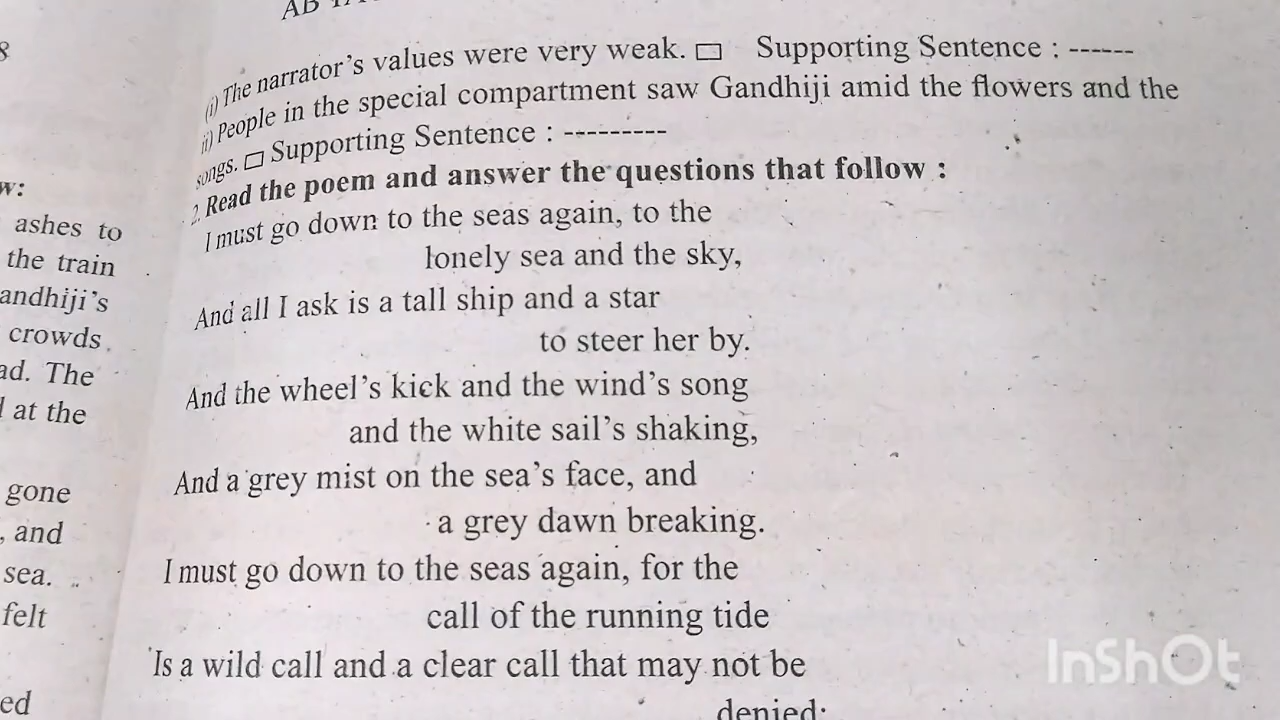 8
w:
ashes to
the train
andhiji's
crowds
ad. The
l at the
gone
, and
sea.
felt
ed
(i) The narrator's values were very weak. Supporting Sentence : ------
ii) People in the special compartment saw Gandhiji amid the flowers and the
songs. Supporting Sentence : ---------
2. Read the poem and answer the questions that follow :
I must go down to the seas again, to the
lonely sea and the sky,
And all I ask is a tall ship and a star
to steer her by.
And the wheel's kick and the wind's song
and the white sail's shaking,
And a grey mist on the sea's face, and
a grey dawn breaking.
I must go down to the seas again, for the
call of the running tide
Is a wild call and a clear call that may not be
denied;
InShOt